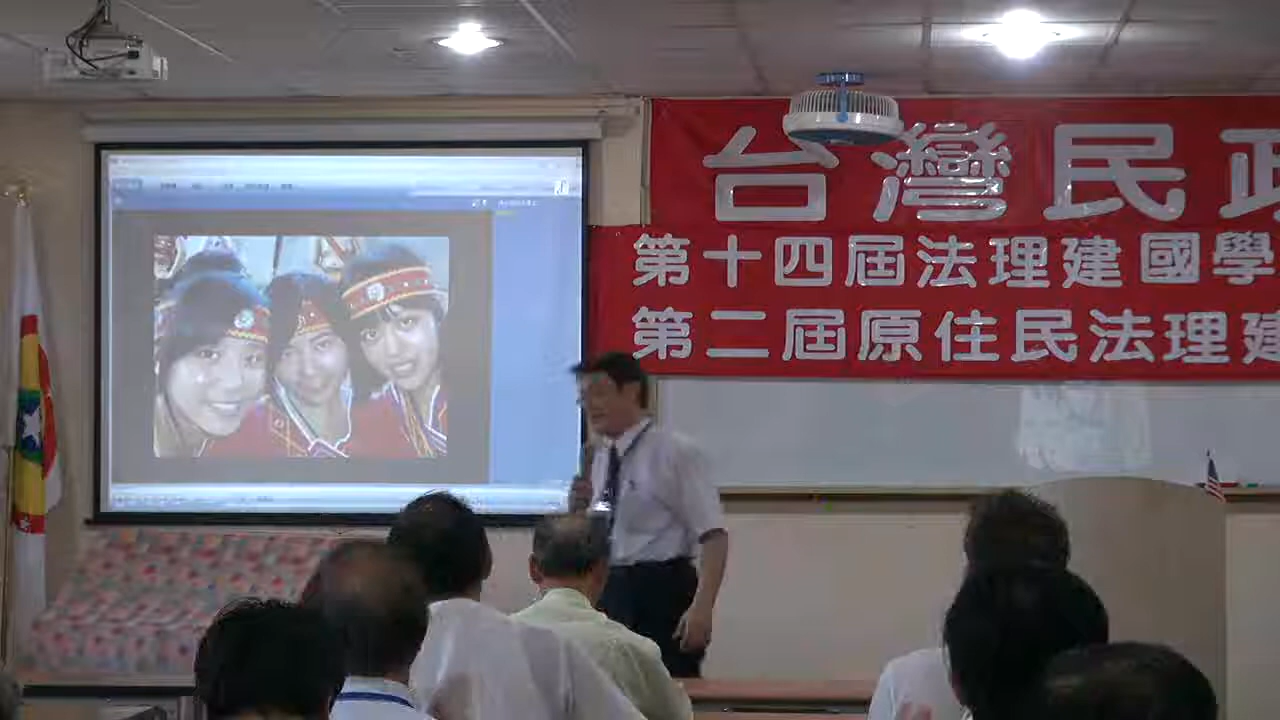 台灣民政
第十四屆法理建國學
第二屆原住民法理建